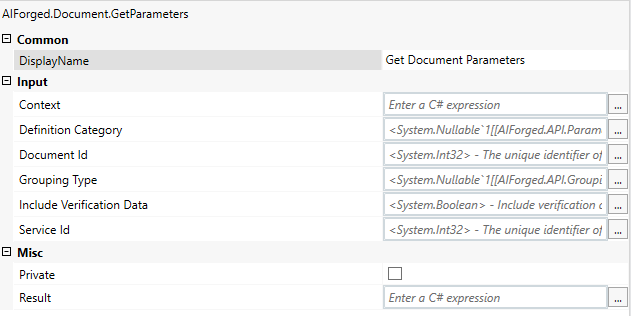 AIForged.Document.GetParameters
Common
DisplayName Get Document Parameters
Input
Context Enter a C# expression ...
Definition Category <System.Nullable`1[[AIForged.API.Param ...
Document Id <System.Int32> - The unique identifier of ...
Grouping Type <System.Nullable`1[[AIForged.API.Groupi ...
Include Verification Data <System.Boolean> - Include verification ...
Service Id <System.Int32> - The unique identifier of ...
Misc
Private
Result Enter a C# expression ...